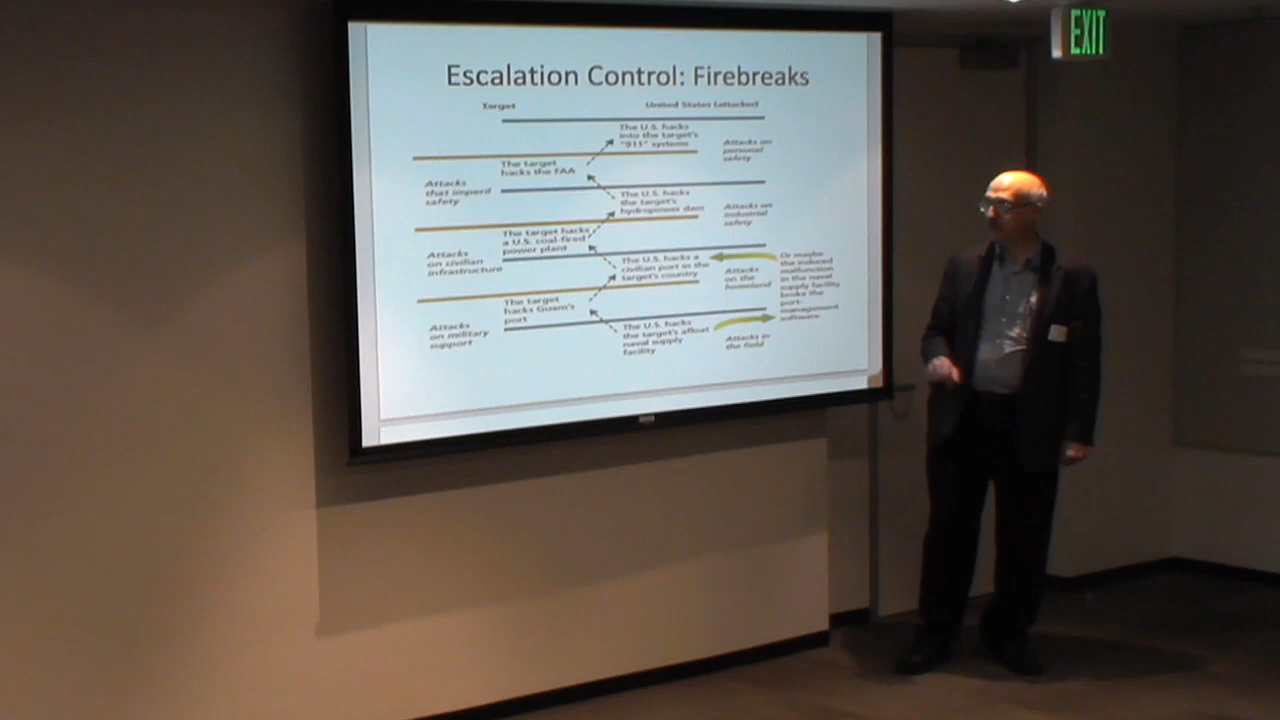 EXIT
Escalation Control: Firebreaks
Target
United States (attacked)
The U.S. hacks
into the target's
"911" systems
Attacks on
personal
safety
The target
hacks the FAA
Attacks
that imperil
safety
The U.S. hacks
the target's
hydropower dam
Attacks on
industrial
safety
The target hacks
a U.S. coal-fired
power plant
Attacks
on civilian
infrastructure
The U.S. hacks a
civilian port in the
target's country
Attacks
on the
homeland
Or maybe
the induced
malfunction
in the naval
supply facility
broke the
port-
management
software
The target
hacks Guam's
port
Attacks
on military
support
The U.S. hacks
the target's afloat
naval supply
facility
Attacks in
the field